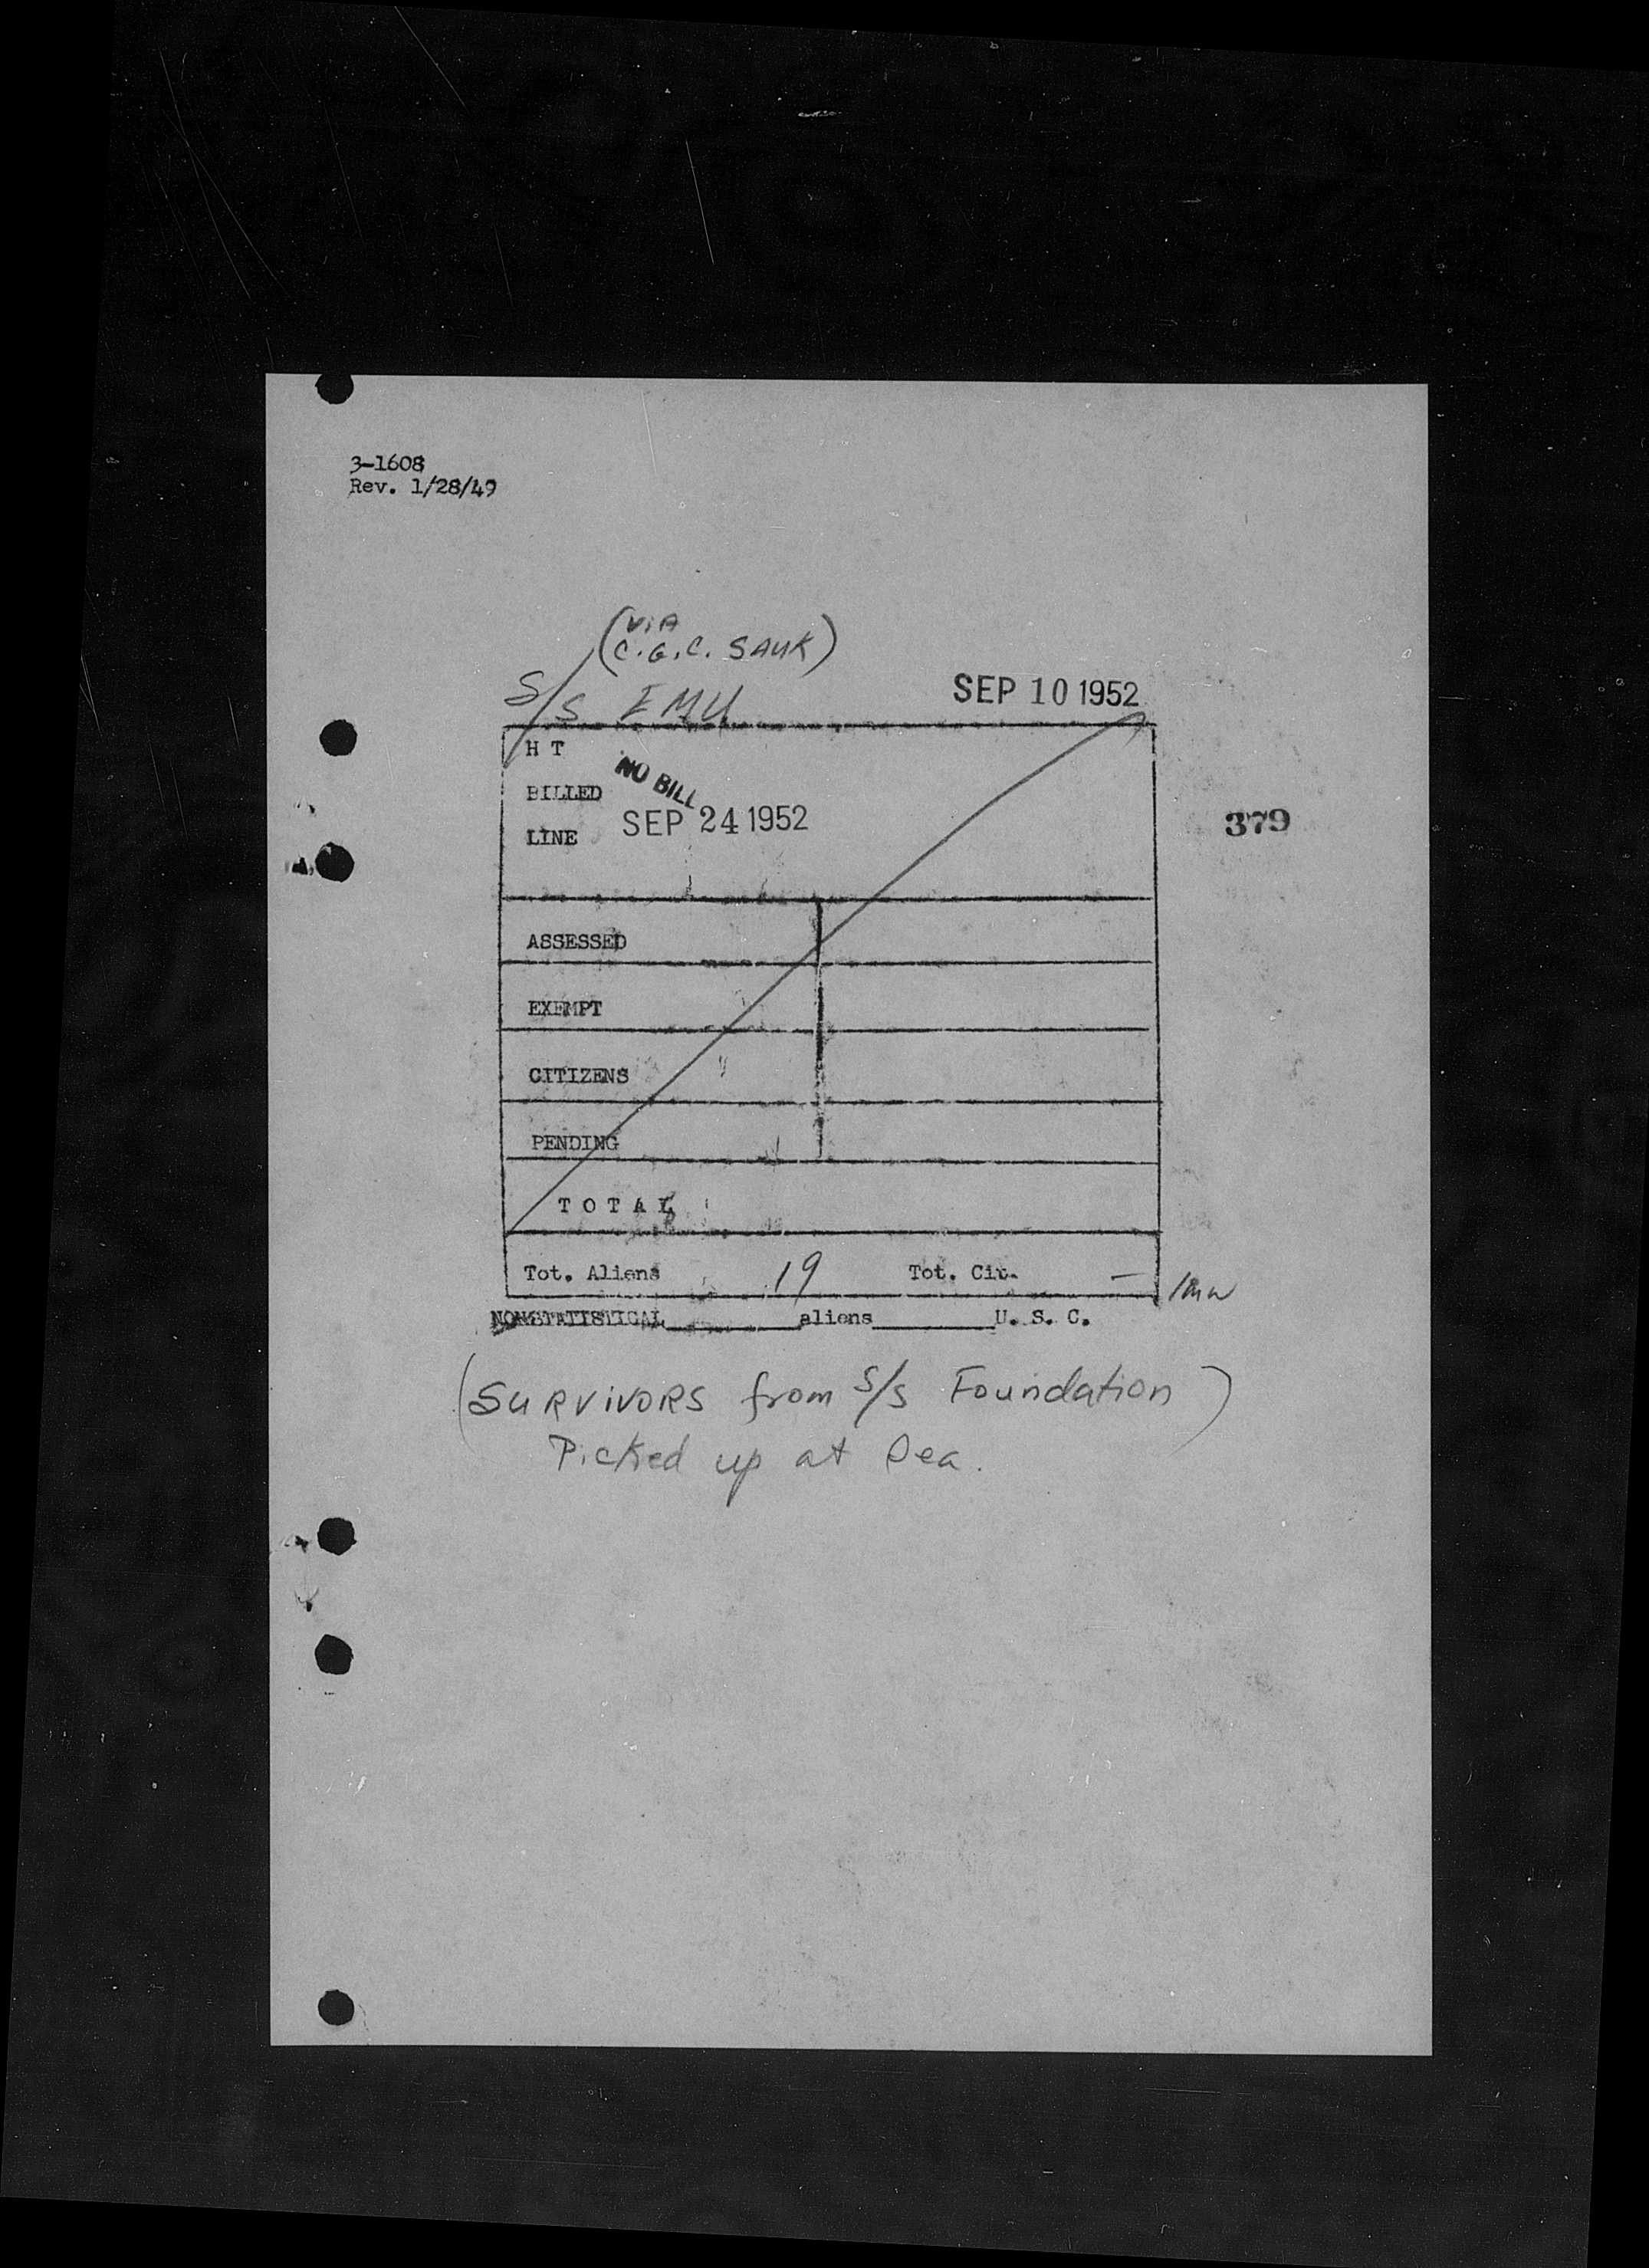 3-1608
Rev. 1/28/49
(VIA
C.G.C. SAUK)
S/S EMU
SEP 10 1952
H T
NO BILL
BILLED
SEP 24 1952
LINE
379
ASSESSED
EXEMPT
CITIZENS
PENDING
T O T A L
Tot. Aliens 19 Tot. Cit. —
NONSTATISTICAL aliens U. S. C.
(SURVIVORS from S/S Foundation)
Picked up at Sea.